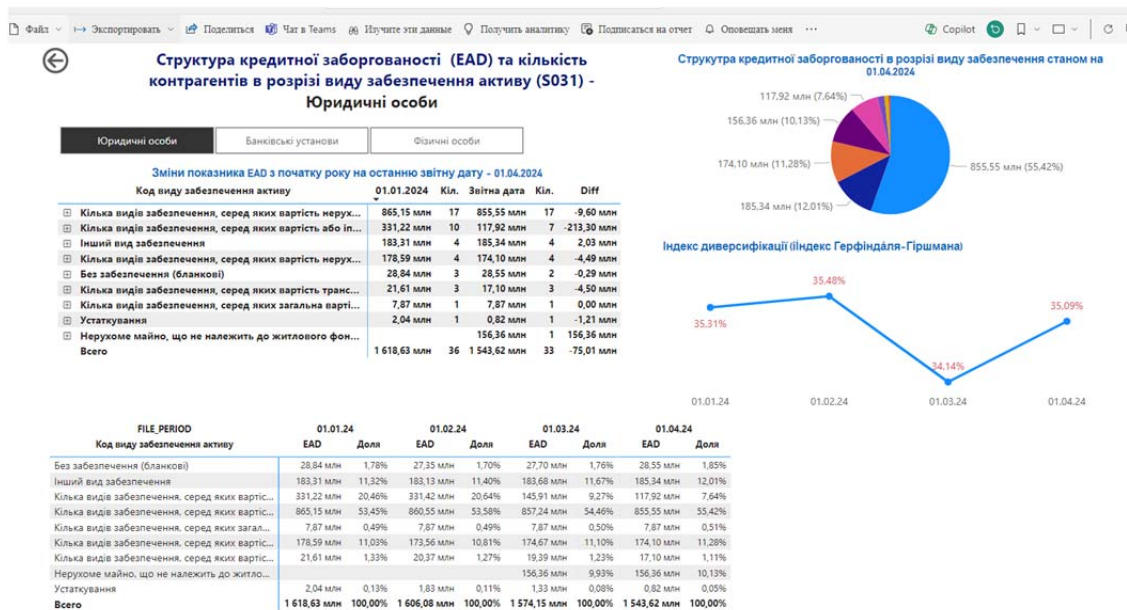 Файл Экспортировать Поделиться Чат в Teams Изучите эти данные Получить аналитику Подписаться на отчет Оповещать меня ... Copilot
Структура кредитної заборгованості (EAD) та кількість
контрагентів в розрізі виду забезпечення активу (S031) -
Юридичні особи
Юридичні особи Банківські установи Фізичні особи
Зміни показника EAD з початку року на останню звітну дату - 01.04.2024
Код виду забезпечення активу 01.01.2024 Кіл. Звітна дата Кіл. Diff
Кілька видів забезпечення, серед яких вартість нерух... 865,15 млн 17 855,55 млн 17 -9,60 млн
Кілька видів забезпечення, серед яких вартість або іп... 331,22 млн 10 117,92 млн 7 -213,30 млн
Інший вид забезпечення 183,31 млн 4 185,34 млн 4 2,03 млн
Кілька видів забезпечення, серед яких вартість нерух... 178,59 млн 4 174,10 млн 4 -4,49 млн
Без забезпечення (бланкові) 28,84 млн 3 28,55 млн 2 -0,29 млн
Кілька видів забезпечення, серед яких вартість транс... 21,61 млн 3 17,10 млн 3 -4,50 млн
Кілька видів забезпечення, серед яких загальна варті... 7,87 млн 1 7,87 млн 1 0,00 млн
Устаткування 2,04 млн 1 0,82 млн 1 -1,21 млн
Нерухоме майно, що не належить до житлового фон... 156,36 млн 1 156,36 млн
Всего 1 618,63 млн 36 1 543,62 млн 33 -75,01 млн
Струкутра кредитної заборгованості в розрізі виду забезпечення станом на
01.04.2024
117,92 млн (7,64%)
156,36 млн (10,13%)
174,10 млн (11,28%)
855,55 млн (55,42%)
185,34 млн (12,01%)
Індекс диверсифікації (іІндекс Герфіндаля-Гіршмана)
35,48%
35,31%
35,09%
34,14%
01.01.24 01.02.24 01.03.24 01.04.24
FILE_PERIOD 01.01.24 01.02.24 01.03.24 01.04.24
Код виду забезпечення активу EAD Доля EAD Доля EAD Доля EAD Доля
Без забезпечення (бланкові) 28,84 млн 1,78% 27,35 млн 1,70% 27,70 млн 1,76% 28,55 млн 1,85%
Інший вид забезпечення 183,31 млн 11,32% 183,13 млн 11,40% 183,68 млн 11,67% 185,34 млн 12,01%
Кілька видів забезпечення, серед яких вартіс... 331,22 млн 20,46% 331,42 млн 20,64% 145,91 млн 9,27% 117,92 млн 7,64%
Кілька видів забезпечення, серед яких вартіс... 865,15 млн 53,45% 860,55 млн 53,58% 857,24 млн 54,46% 855,55 млн 55,42%
Кілька видів забезпечення, серед яких загал... 7,87 млн 0,49% 7,87 млн 0,49% 7,87 млн 0,50% 7,87 млн 0,51%
Кілька видів забезпечення, серед яких вартіс... 178,59 млн 11,03% 173,56 млн 10,81% 174,67 млн 11,10% 174,10 млн 11,28%
Кілька видів забезпечення, серед яких вартіс... 21,61 млн 1,33% 20,37 млн 1,27% 19,39 млн 1,23% 17,10 млн 1,11%
Нерухоме майно, що не належить до житло... 156,36 млн 9,93% 156,36 млн 10,13%
Устаткування 2,04 млн 0,13% 1,83 млн 0,11% 1,33 млн 0,08% 0,82 млн 0,05%
Всего 1 618,63 млн 100,00% 1 606,08 млн 100,00% 1 574,15 млн 100,00% 1 543,62 млн 100,00%